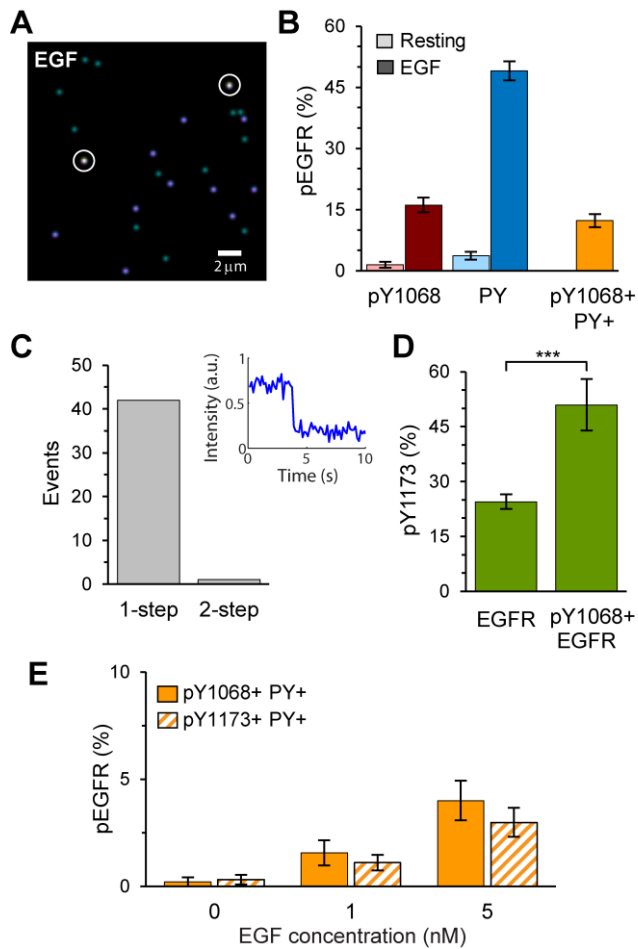 A
EGF
2 μm
B
Resting
EGF
pEGFR (%)
60
45
30
15
0
pY1068
PY
pY1068+
PY+
C
Events
50
40
30
20
10
0
1-step
2-step
Intensity (a.u.)
1
0.5
0
0
5
10
Time (s)
D
***
pY1173 (%)
60
45
30
15
0
EGFR
pY1068+
EGFR
E
pY1068+ PY+
pY1173+ PY+
pEGFR (%)
10
5
0
0
1
5
EGF concentration (nM)